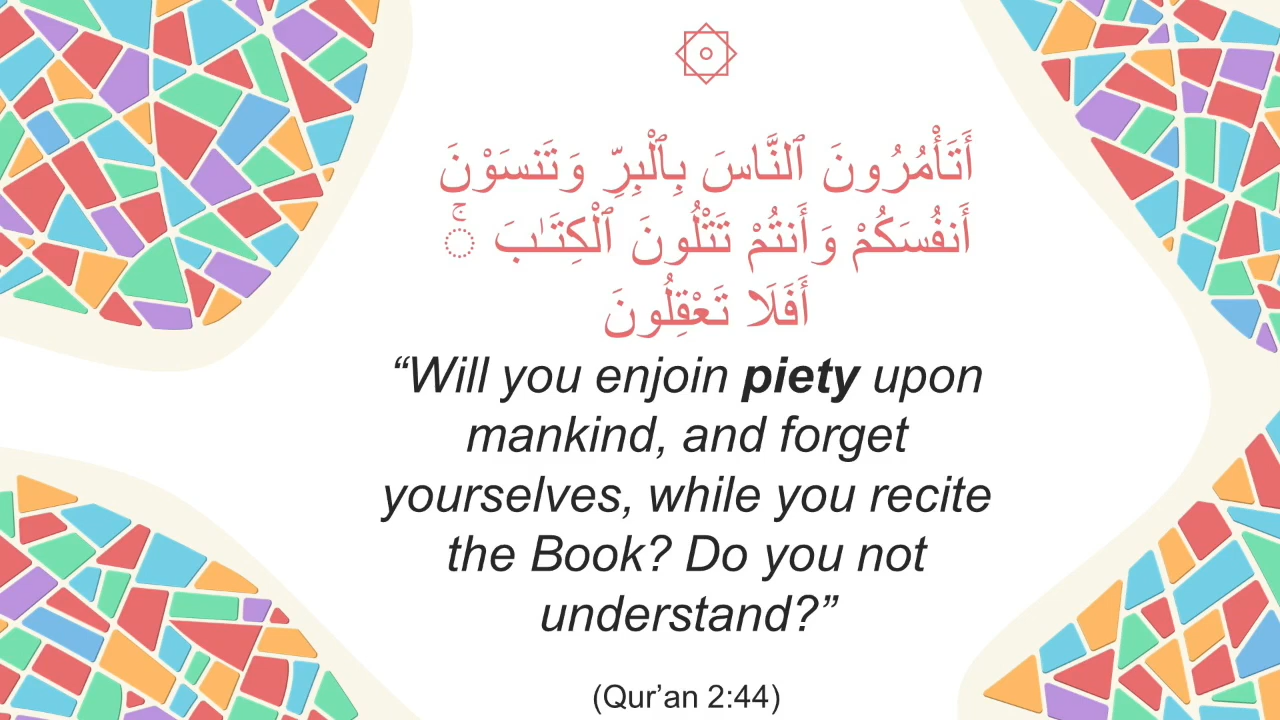 أَتَأْمُرُونَ ٱلنَّاسَ بِٱلْبِرِّ وَتَنسَوْنَ
أَنفُسَكُمْ وَأَنتُمْ تَتْلُونَ ٱلْكِتَـٰبَ ۚ
أَفَلَا تَعْقِلُونَ
“Will you enjoin piety upon
mankind, and forget
yourselves, while you recite
the Book? Do you not
understand?”
(Qur’an 2:44)